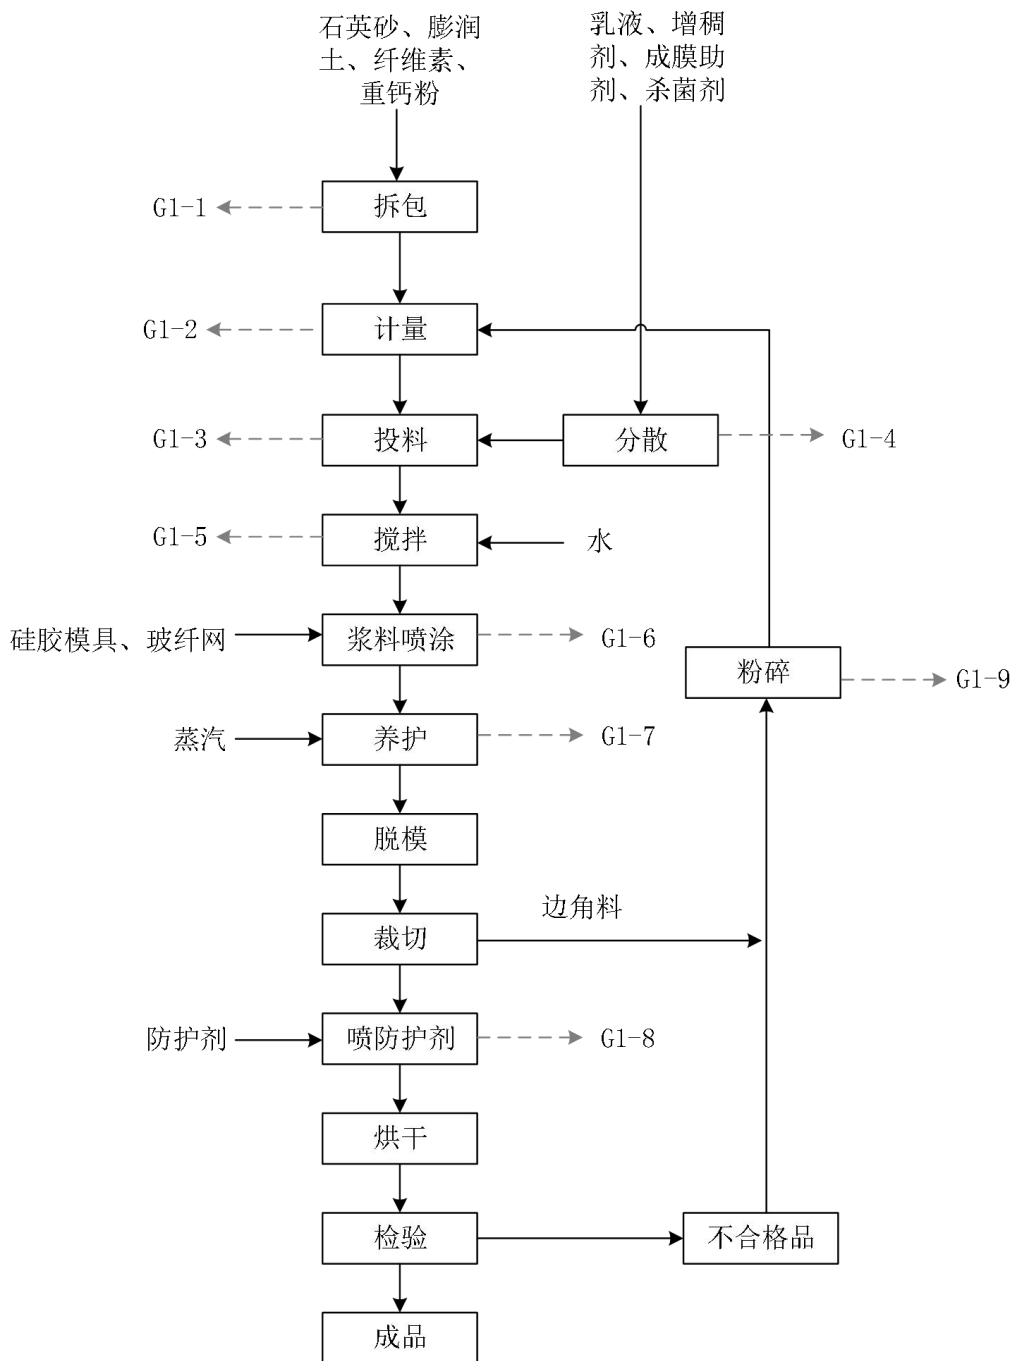 石英砂、膨润
土、纤维素、
重钙粉
乳液、增稠
剂、成膜助
剂、杀菌剂
G1-1
拆包
G1-2
计量
G1-3
投料
分散
G1-4
G1-5
搅拌
水
硅胶模具、玻纤网
浆料喷涂
G1-6
粉碎
G1-9
蒸汽
养护
G1-7
脱模
边角料
裁切
防护剂
喷防护剂
G1-8
烘干
检验
不合格品
成品